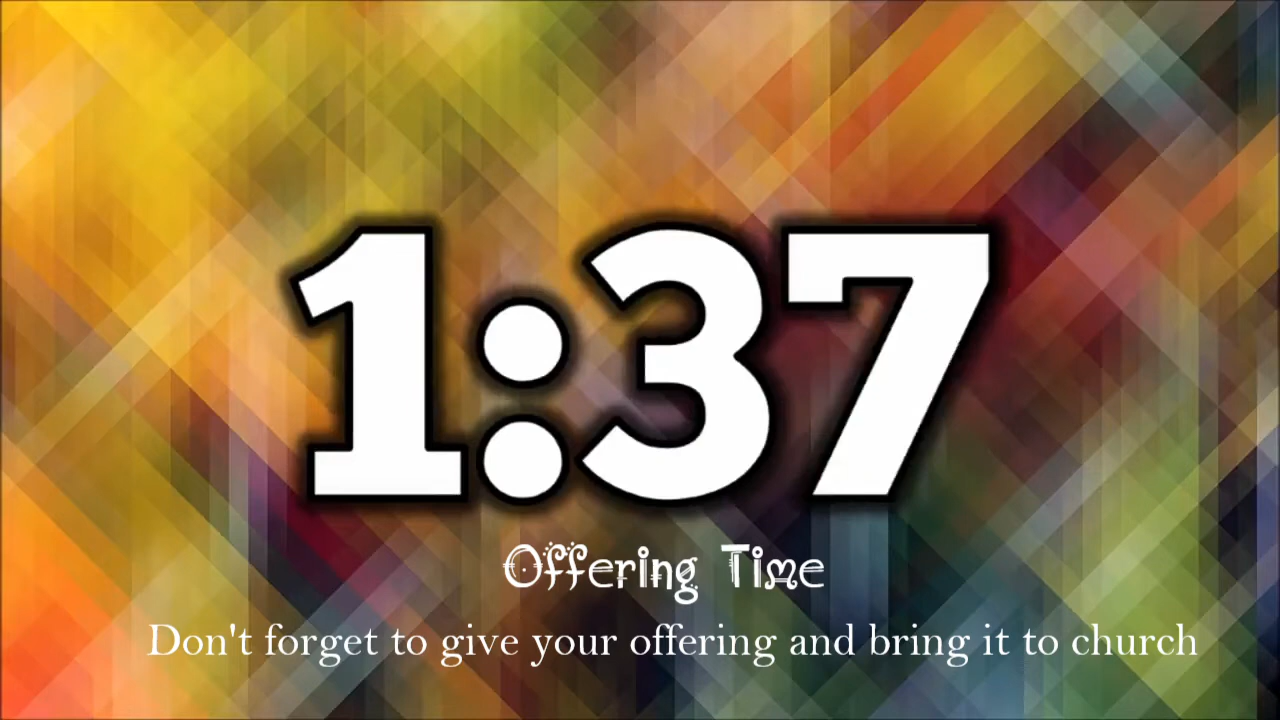 1:37
Offering Time
Don't forget to give your offering and bring it to church